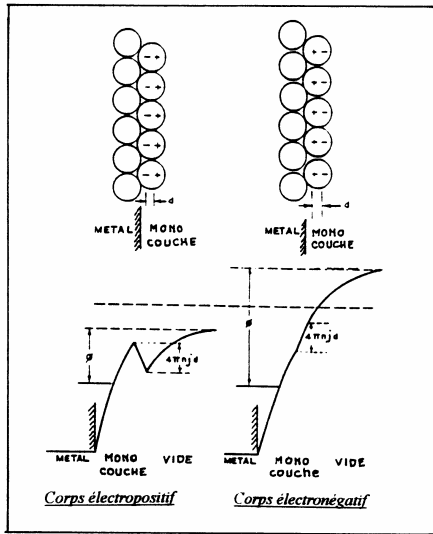 - + + -
- + + -
- + + -
- + + -
- + + -
d d
METAL MONO METAL MONO
COUCHE COUCHE
ø 4πnjd ø 4πnjd
METAL MONO VIDE METAL MONO VIDE
COUCHE COUCHE
Corps électropositif Corps électronégatif